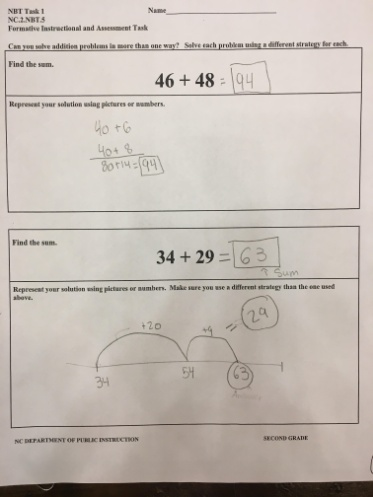 NBT Task 1 Name
NC.2.NBT.5
Formative Instructional and Assessment Task
Can you solve addition problems in more than one way? Solve each problem using a different strategy for each.
Find the sum.
46 + 48 = 94
Represent your solution using pictures or numbers.
40 + 6
40 + 8
80+14=94
Find the sum.
34 + 29 = 63
? Sum
Represent your solution using pictures or numbers. Make sure you use a different strategy than the one used
above.
+20 +9 = 29
34 54 63
NC DEPARTMENT OF PUBLIC INSTRUCTION SECOND GRADE